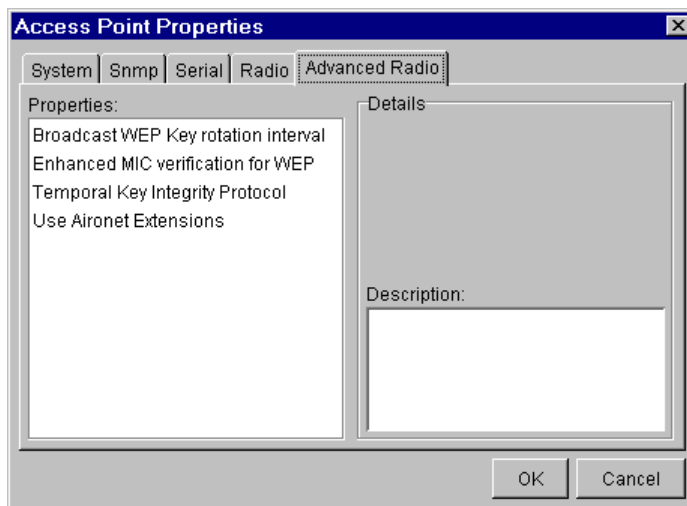 Access Point Properties
System Snmp Serial Radio Advanced Radio
Properties:
Broadcast WEP Key rotation interval
Enhanced MIC verification for WEP
Temporal Key Integrity Protocol
Use Aironet Extensions
Details
Description:
OK Cancel